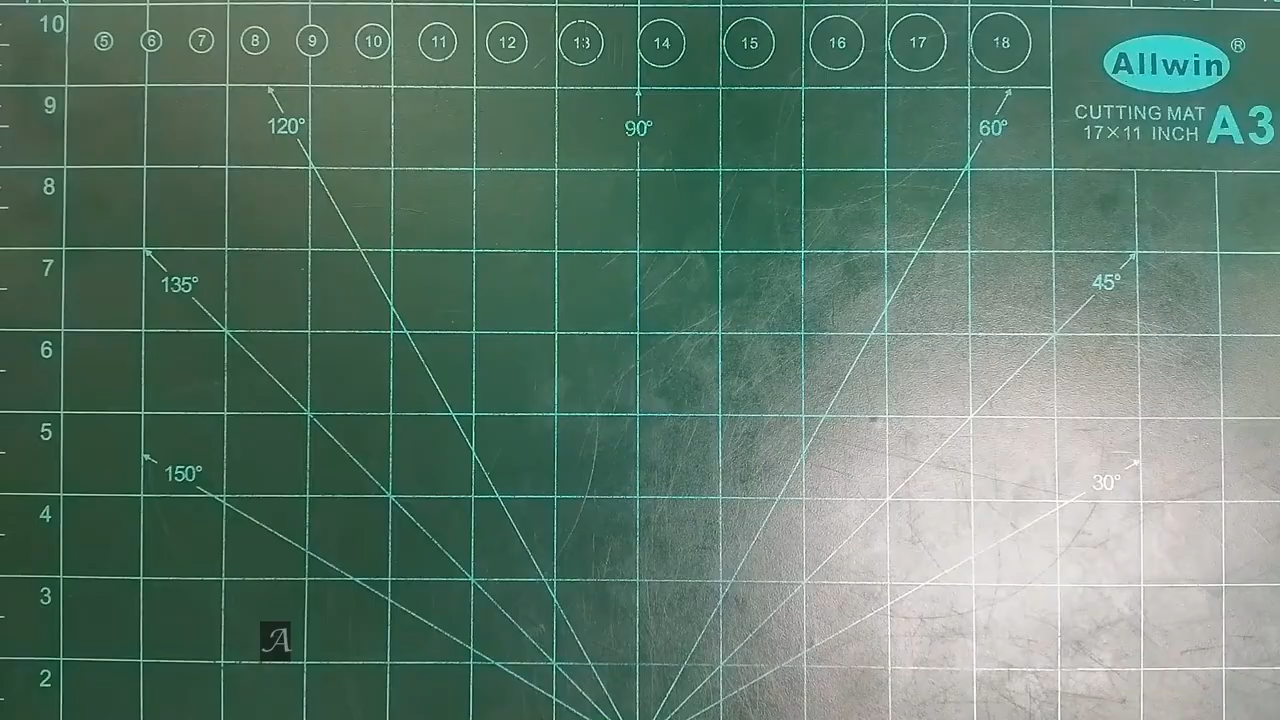 10 5 6 7 8 9 10 11 12 13 14 15 16 17 18
Allwin®
CUTTING MAT A3
17×11 INCH
9
120° 90° 60°
8
7
135° 45°
6
5
150° 30°
4
3
A
2